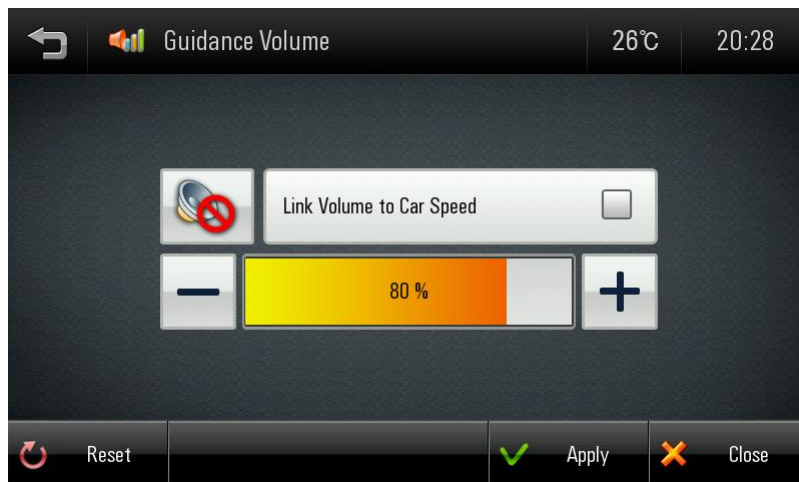 Guidance Volume
26℃
20:28
Link Volume to Car Speed
80 %
Reset
Apply
Close